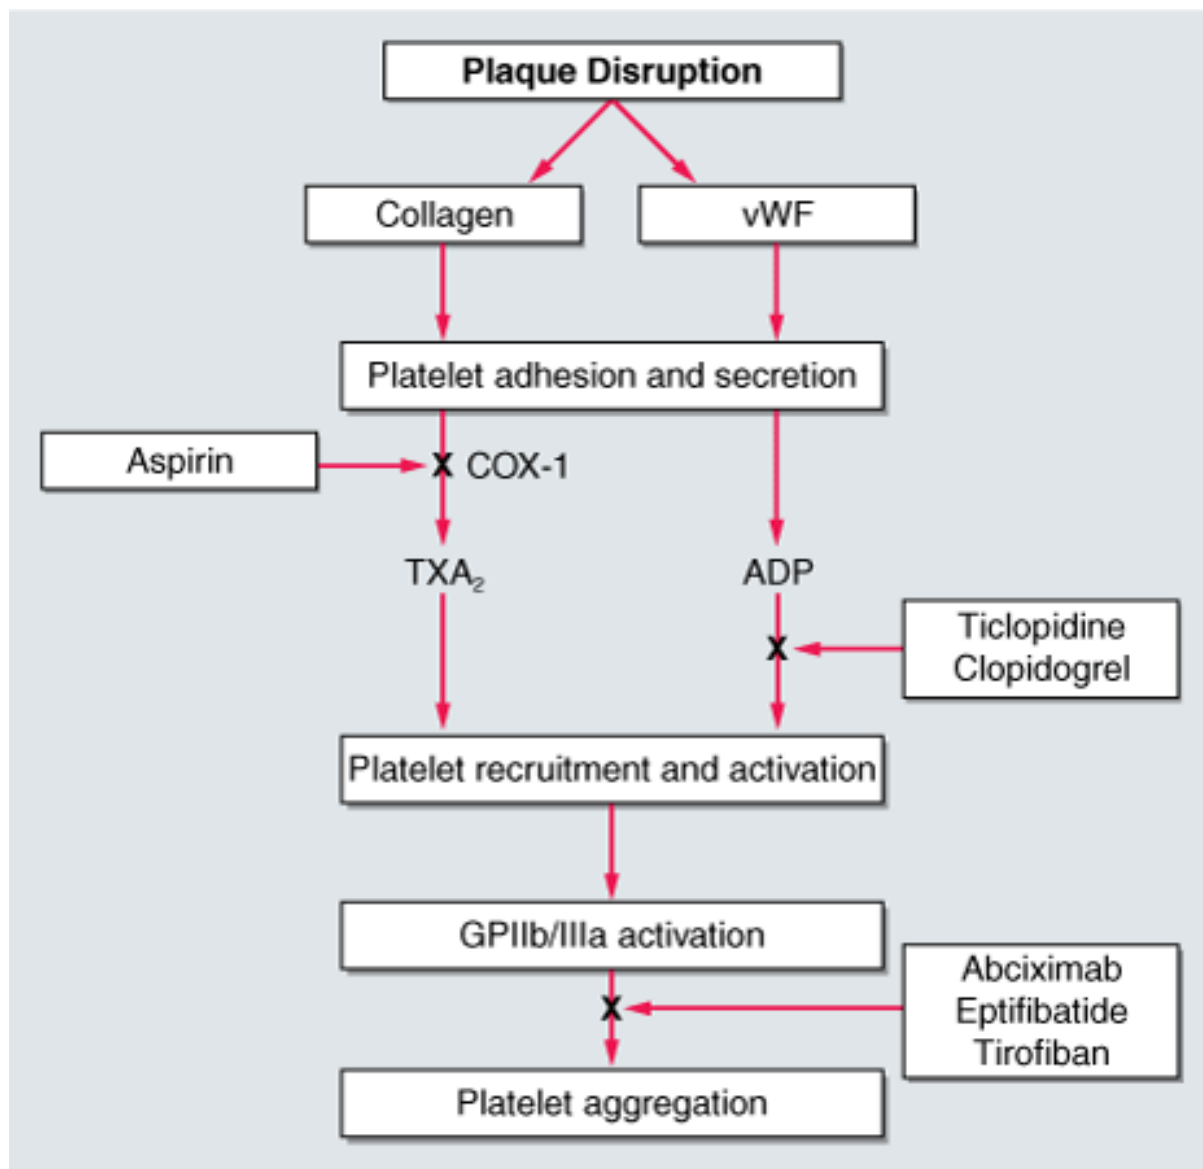 Plaque Disruption
Collagen
vWF
Platelet adhesion and secretion
Aspirin
X COX-1
TXA₂
ADP
X
Ticlopidine
Clopidogrel
Platelet recruitment and activation
GPIIb/IIIa activation
X
Abciximab
Eptifibatide
Tirofiban
Platelet aggregation